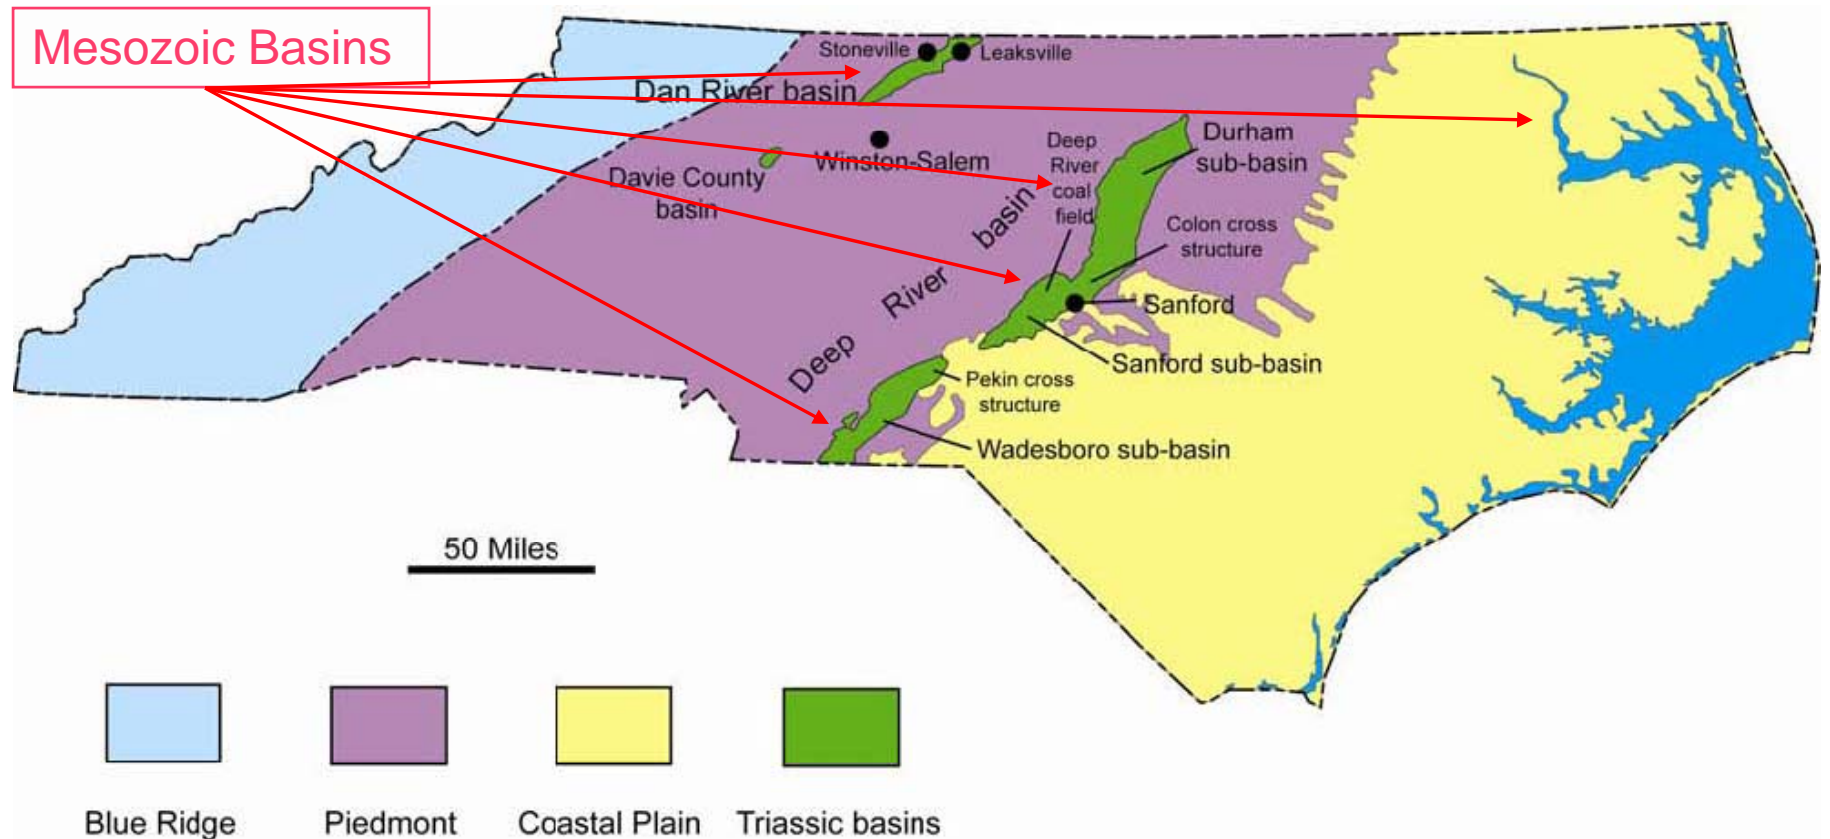 Mesozoic Basins
Stoneville
Leaksville
Dan River basin
Winston-Salem
Davie County
basin
Deep
River
coal
field
Durham
sub-basin
Colon cross
structure
Deep River basin
Sanford
Sanford sub-basin
Pekin cross
structure
Wadesboro sub-basin
50 Miles
Blue Ridge
Piedmont
Coastal Plain
Triassic basins